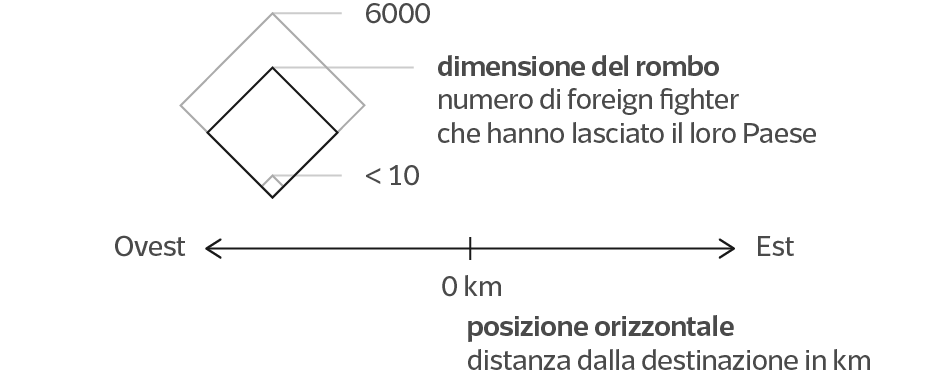 6000
dimensione del rombo
numero di foreign fighter
che hanno lasciato il loro Paese
< 10
Ovest
Est
0 km
posizione orizzontale
distanza dalla destinazione in km